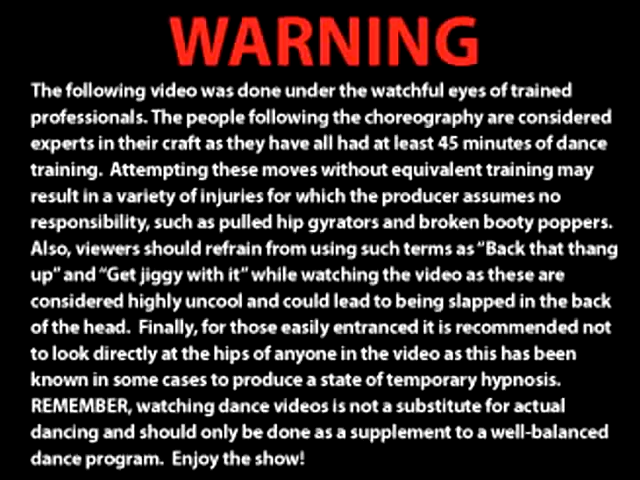 WARNING
The following video was done under the watchful eyes of trained
professionals. The people following the choreography are considered
experts in their craft as they have all had at least 45 minutes of dance
training.  Attempting these moves without equivalent training may
result in a variety of injuries for which the producer assumes no
responsibility, such as pulled hip gyrators and broken booty poppers.
Also, viewers should refrain from using such terms as “Back that thang
up” and “Get jiggy with it” while watching the video as these are
considered highly uncool and could lead to being slapped in the back
of the head.  Finally, for those easily entranced it is recommended not
to look directly at the hips of anyone in the video as this has been
known in some cases to produce a state of temporary hypnosis.
REMEMBER, watching dance videos is not a substitute for actual
dancing and should only be done as a supplement to a well-balanced
dance program.  Enjoy the show!